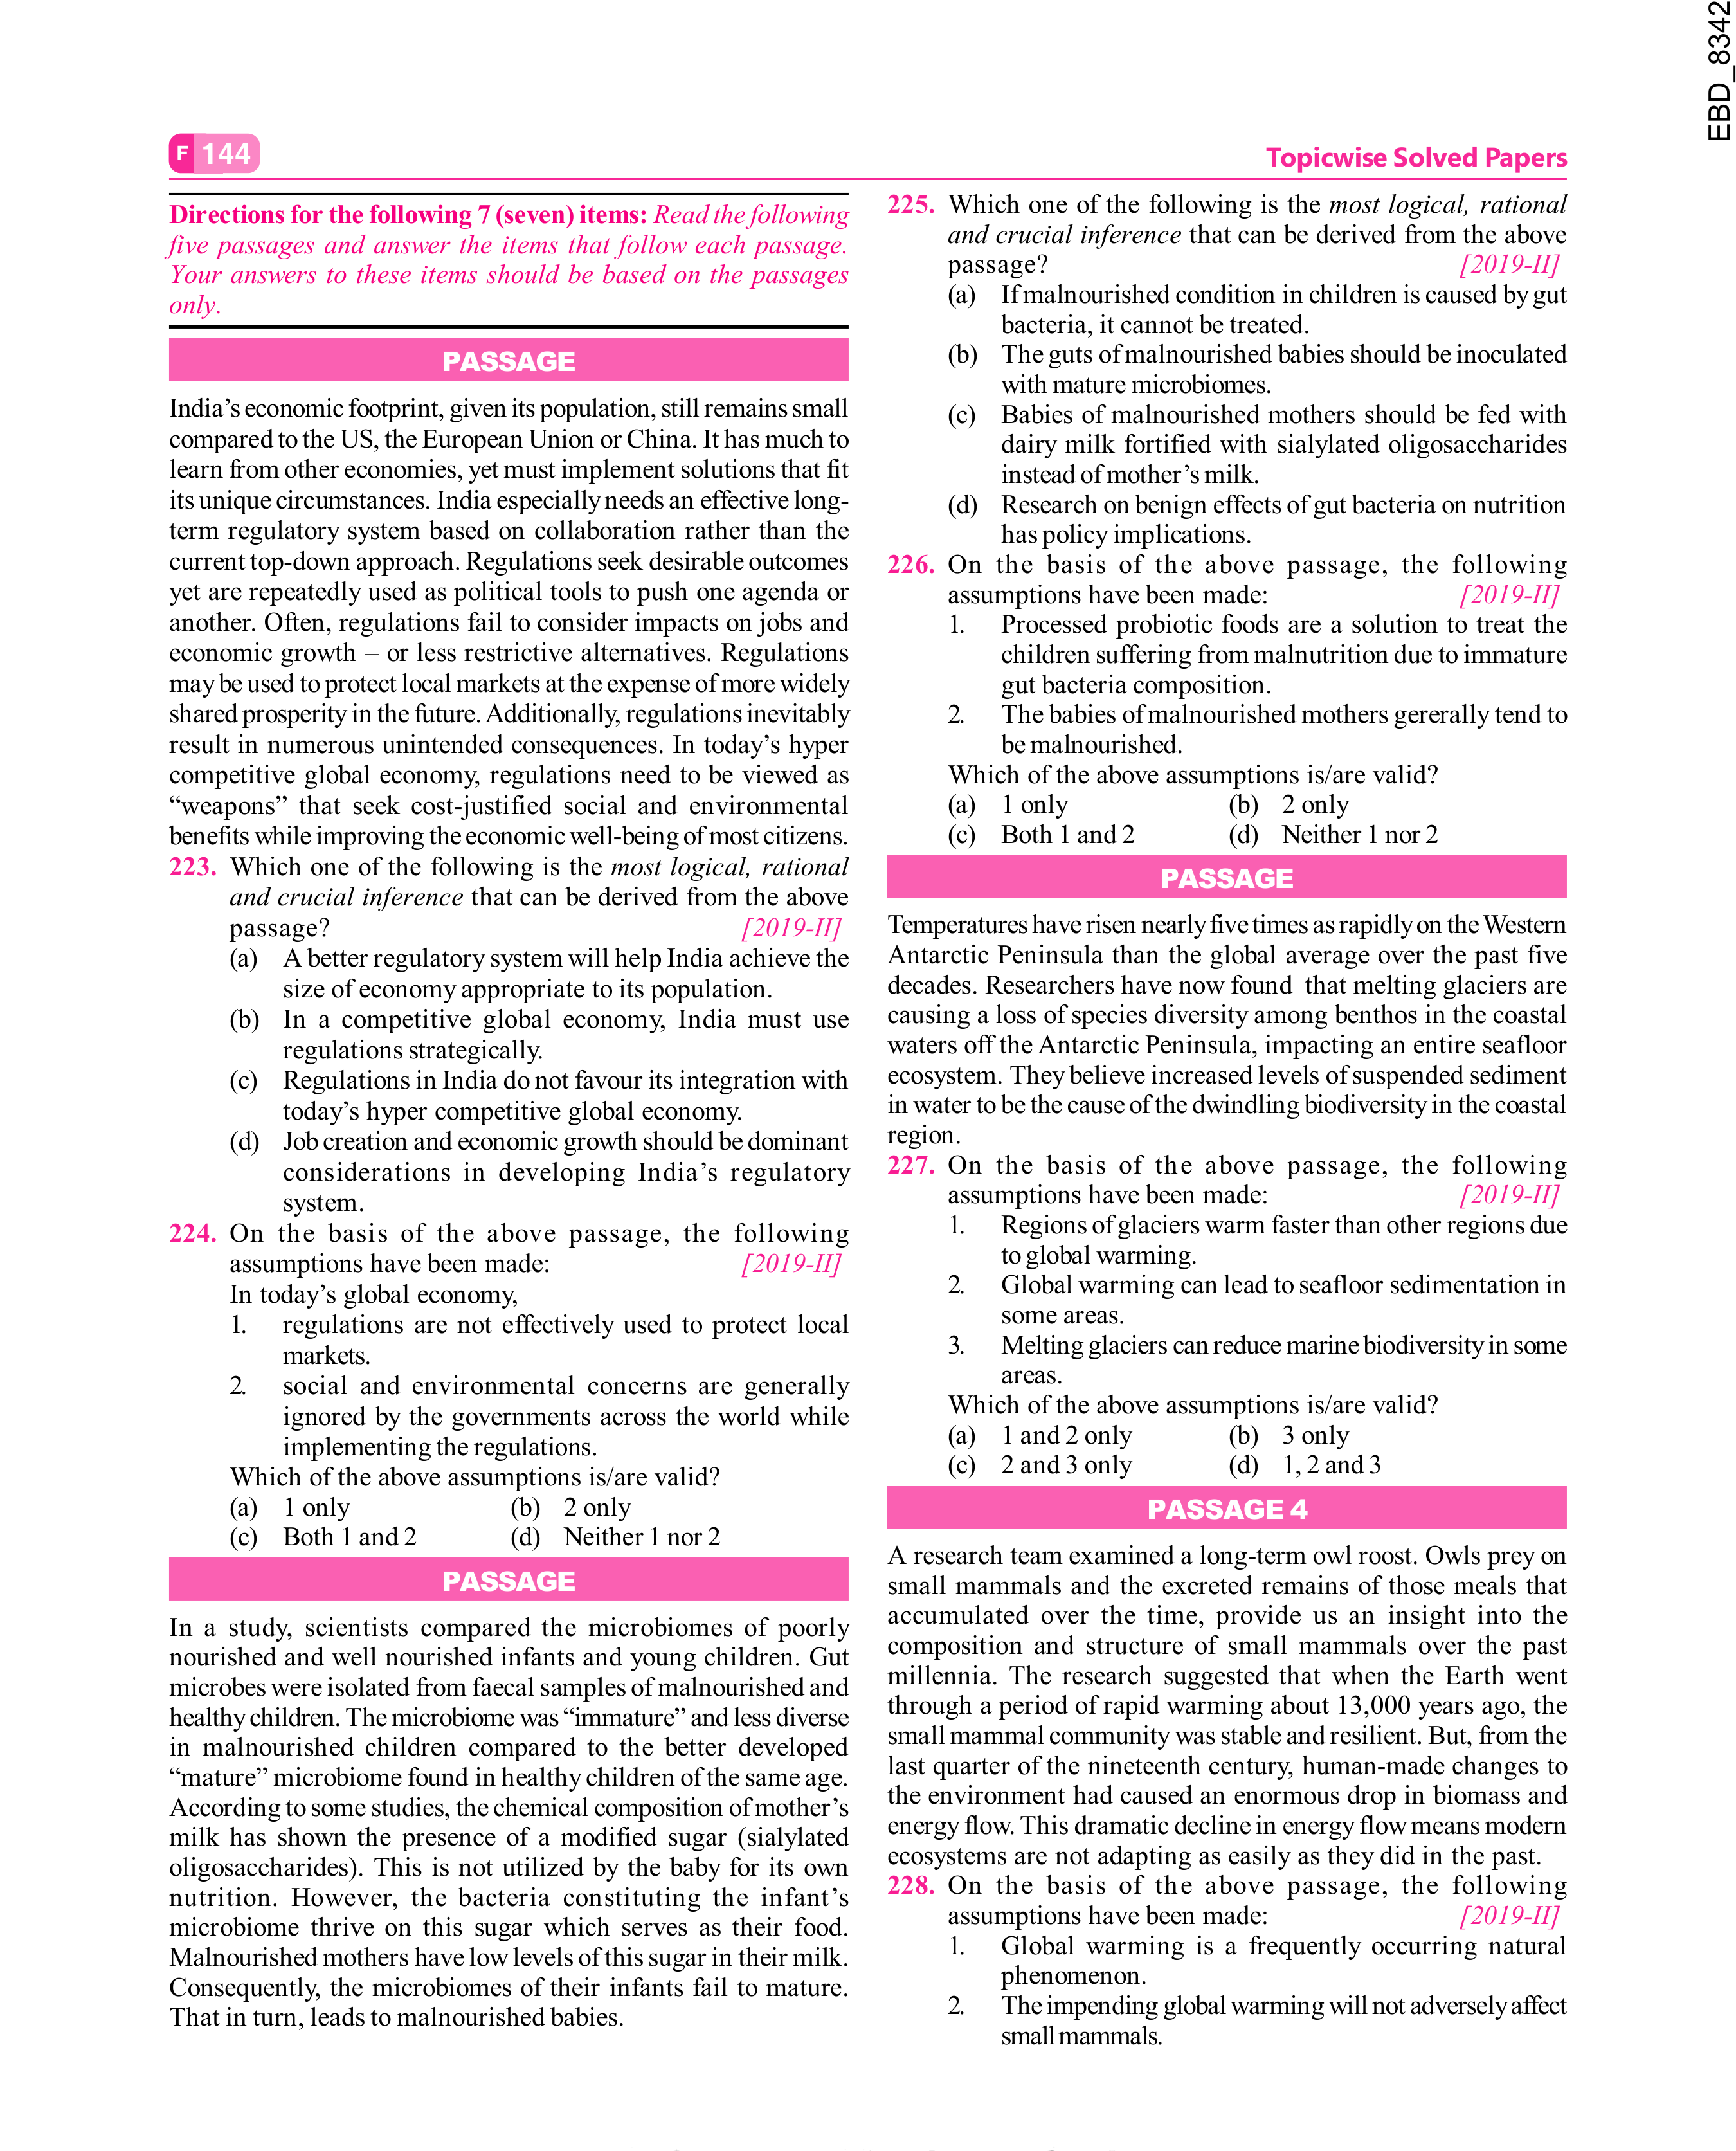 EBD_8342
F 144
Topicwise Solved Papers
Directions for the following 7 (seven) items: Read the following
five passages and answer the items that follow each passage.
Your answers to these items should be based on the passages
only.
PASSAGE
India's economic footprint, given its population, still remains small
compared to the US, the European Union or China. It has much to
learn from other economies, yet must implement solutions that fit
its unique circumstances. India especially needs an effective long-
term regulatory system based on collaboration rather than the
current top-down approach. Regulations seek desirable outcomes
yet are repeatedly used as political tools to push one agenda or
another. Often, regulations fail to consider impacts on jobs and
economic growth – or less restrictive alternatives. Regulations
may be used to protect local markets at the expense of more widely
shared prosperity in the future. Additionally, regulations inevitably
result in numerous unintended consequences. In today's hyper
competitive global economy, regulations need to be viewed as
“weapons” that seek cost-justified social and environmental
benefits while improving the economic well-being of most citizens.
223. Which one of the following is the most logical, rational
and crucial inference that can be derived from the above
passage? [2019-II]
(a) A better regulatory system will help India achieve the
size of economy appropriate to its population.
(b) In a competitive global economy, India must use
regulations strategically.
(c) Regulations in India do not favour its integration with
today's hyper competitive global economy.
(d) Job creation and economic growth should be dominant
considerations in developing India's regulatory
system.
224. On the basis of the above passage, the following
assumptions have been made: [2019-II]
In today's global economy,
1. regulations are not effectively used to protect local
markets.
2. social and environmental concerns are generally
ignored by the governments across the world while
implementing the regulations.
Which of the above assumptions is/are valid?
(a) 1 only (b) 2 only
(c) Both 1 and 2 (d) Neither 1 nor 2
PASSAGE
In a study, scientists compared the microbiomes of poorly
nourished and well nourished infants and young children. Gut
microbes were isolated from faecal samples of malnourished and
healthy children. The microbiome was “immature” and less diverse
in malnourished children compared to the better developed
“mature” microbiome found in healthy children of the same age.
According to some studies, the chemical composition of mother's
milk has shown the presence of a modified sugar (sialylated
oligosaccharides). This is not utilized by the baby for its own
nutrition. However, the bacteria constituting the infant's
microbiome thrive on this sugar which serves as their food.
Malnourished mothers have low levels of this sugar in their milk.
Consequently, the microbiomes of their infants fail to mature.
That in turn, leads to malnourished babies.
225. Which one of the following is the most logical, rational
and crucial inference that can be derived from the above
passage? [2019-II]
(a) If malnourished condition in children is caused by gut
bacteria, it cannot be treated.
(b) The guts of malnourished babies should be inoculated
with mature microbiomes.
(c) Babies of malnourished mothers should be fed with
dairy milk fortified with sialylated oligosaccharides
instead of mother's milk.
(d) Research on benign effects of gut bacteria on nutrition
has policy implications.
226. On the basis of the above passage, the following
assumptions have been made: [2019-II]
1. Processed probiotic foods are a solution to treat the
children suffering from malnutrition due to immature
gut bacteria composition.
2. The babies of malnourished mothers gererally tend to
be malnourished.
Which of the above assumptions is/are valid?
(a) 1 only (b) 2 only
(c) Both 1 and 2 (d) Neither 1 nor 2
PASSAGE
Temperatures have risen nearly five times as rapidly on the Western
Antarctic Peninsula than the global average over the past five
decades. Researchers have now found that melting glaciers are
causing a loss of species diversity among benthos in the coastal
waters off the Antarctic Peninsula, impacting an entire seafloor
ecosystem. They believe increased levels of suspended sediment
in water to be the cause of the dwindling biodiversity in the coastal
region.
227. On the basis of the above passage, the following
assumptions have been made: [2019-II]
1. Regions of glaciers warm faster than other regions due
to global warming.
2. Global warming can lead to seafloor sedimentation in
some areas.
3. Melting glaciers can reduce marine biodiversity in some
areas.
Which of the above assumptions is/are valid?
(a) 1 and 2 only (b) 3 only
(c) 2 and 3 only (d) 1, 2 and 3
PASSAGE 4
A research team examined a long-term owl roost. Owls prey on
small mammals and the excreted remains of those meals that
accumulated over the time, provide us an insight into the
composition and structure of small mammals over the past
millennia. The research suggested that when the Earth went
through a period of rapid warming about 13,000 years ago, the
small mammal community was stable and resilient. But, from the
last quarter of the nineteenth century, human-made changes to
the environment had caused an enormous drop in biomass and
energy flow. This dramatic decline in energy flow means modern
ecosystems are not adapting as easily as they did in the past.
228. On the basis of the above passage, the following
assumptions have been made: [2019-II]
1. Global warming is a frequently occurring natural
phenomenon.
2. The impending global warming will not adversely affect
small mammals.